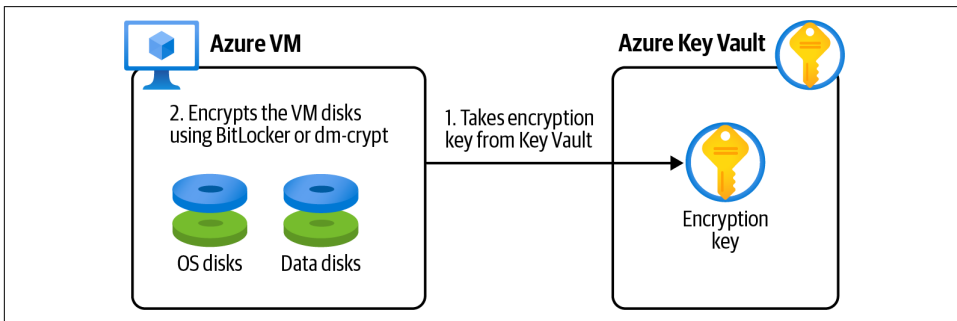 Azure VM
2. Encrypts the VM disks
using BitLocker or dm-crypt
OS disks
Data disks
1. Takes encryption
key from Key Vault
Azure Key Vault
Encryption
key